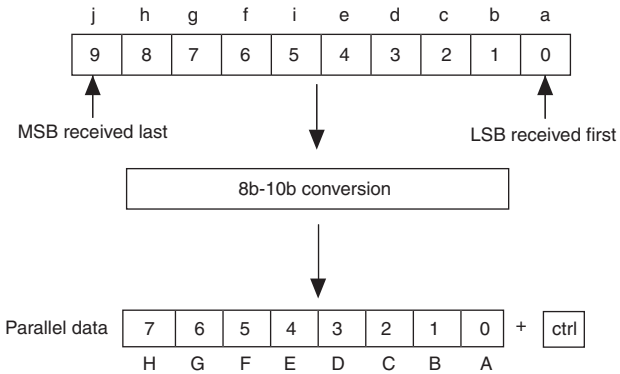 j h g f i e d c b a
9 8 7 6 5 4 3 2 1 0
MSB received last LSB received first
8b-10b conversion
Parallel data 7 6 5 4 3 2 1 0 + ctrl
H G F E D C B A